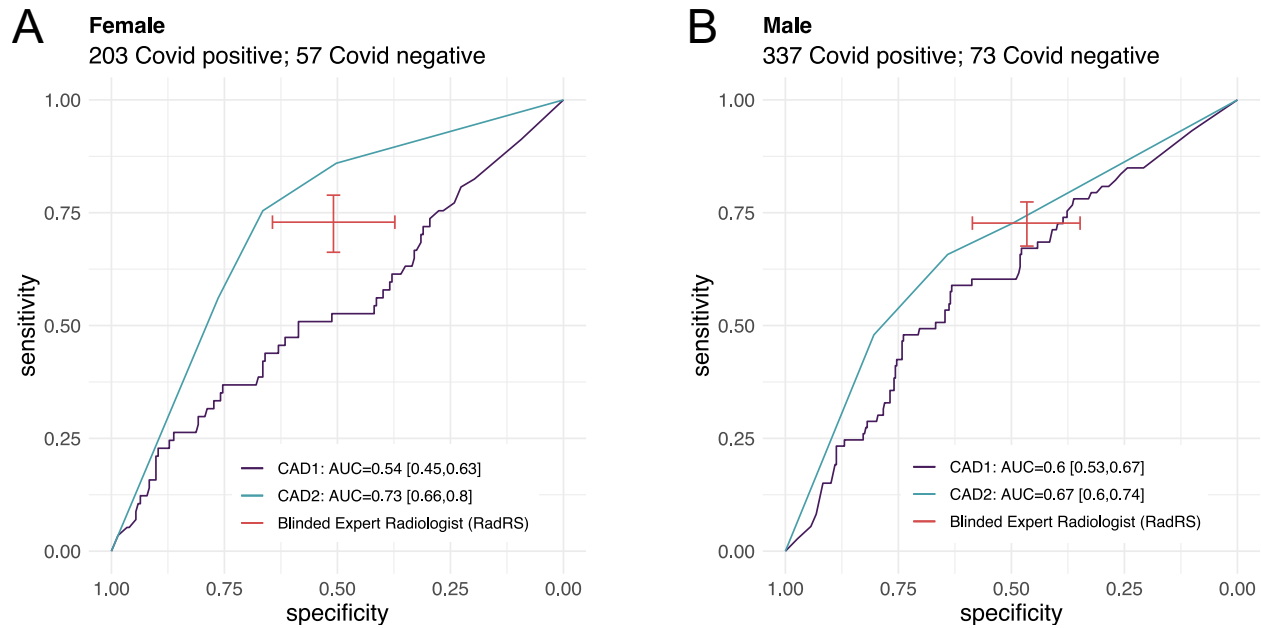 A
Female
203 Covid positive; 57 Covid negative
1.00
0.75
0.50
0.25
0.00
sensitivity
CAD1: AUC=0.54 [0.45,0.63]
CAD2: AUC=0.73 [0.66,0.8]
Blinded Expert Radiologist (RadRS)
1.00 0.75 0.50 0.25 0.00
specificity
B
Male
337 Covid positive; 73 Covid negative
1.00
0.75
0.50
0.25
0.00
sensitivity
CAD1: AUC=0.6 [0.53,0.67]
CAD2: AUC=0.67 [0.6,0.74]
Blinded Expert Radiologist (RadRS)
1.00 0.75 0.50 0.25 0.00
specificity